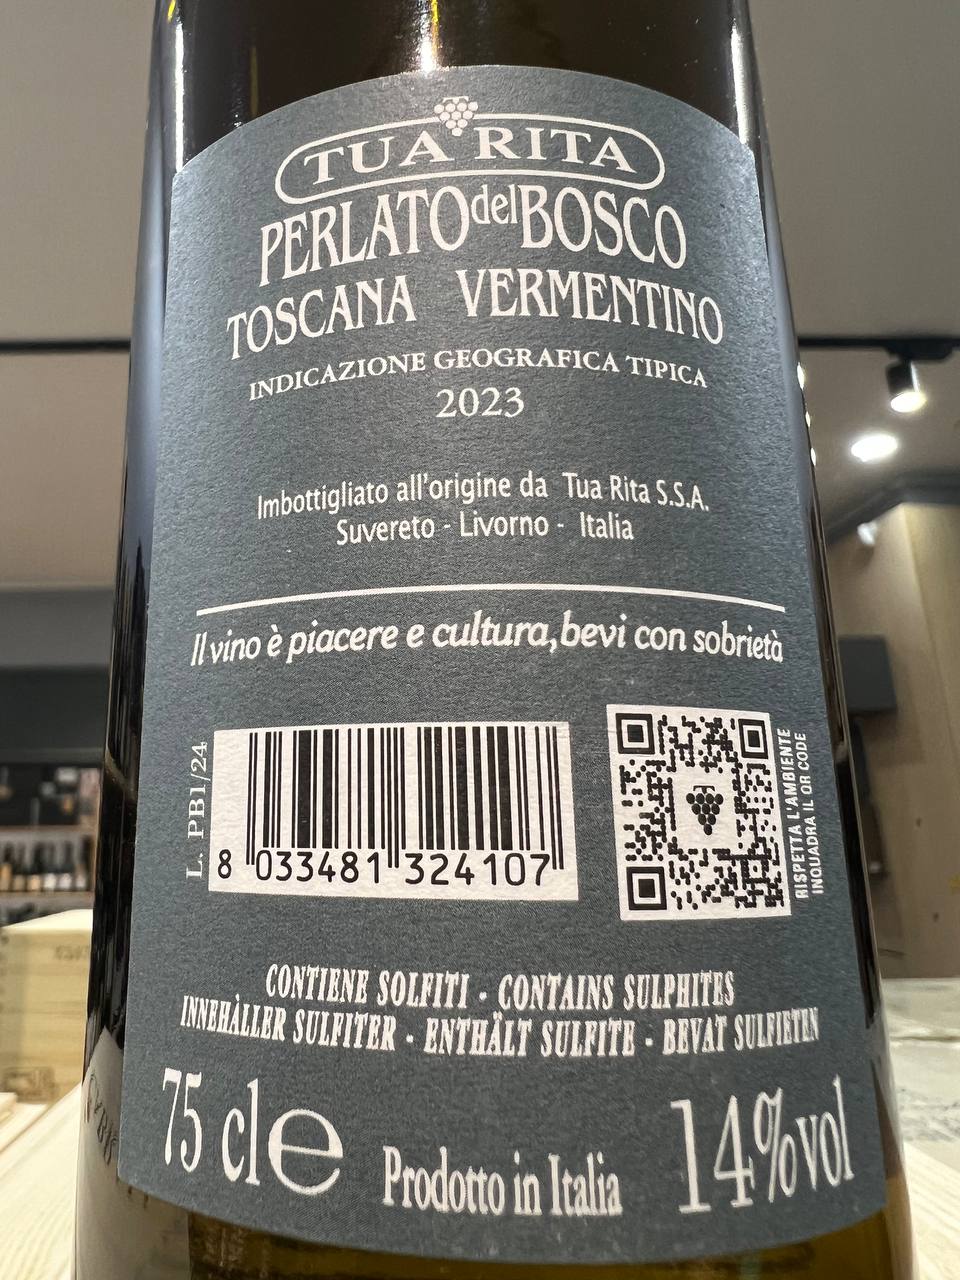 TUA RITA
PERLATO del BOSCO
TOSCANA VERMENTINO
INDICAZIONE GEOGRAFICA TIPICA
2023
Imbottigliato all'origine da Tua Rita S.S.A.
Suvereto - Livorno - Italia
Il vino è piacere e cultura, bevi con sobrietà
L. PB1/24
8 033481 324107
RISPETTA L'AMBIENTE
INQUADRA IL QR CODE
CONTIENE SOLFITI - CONTAINS SULPHITES
INNEHÀLLER SULFITER - ENTHÄLT SULFITE - BEVAT SULFIETEN
75 cl e Prodotto in Italia 14%vol